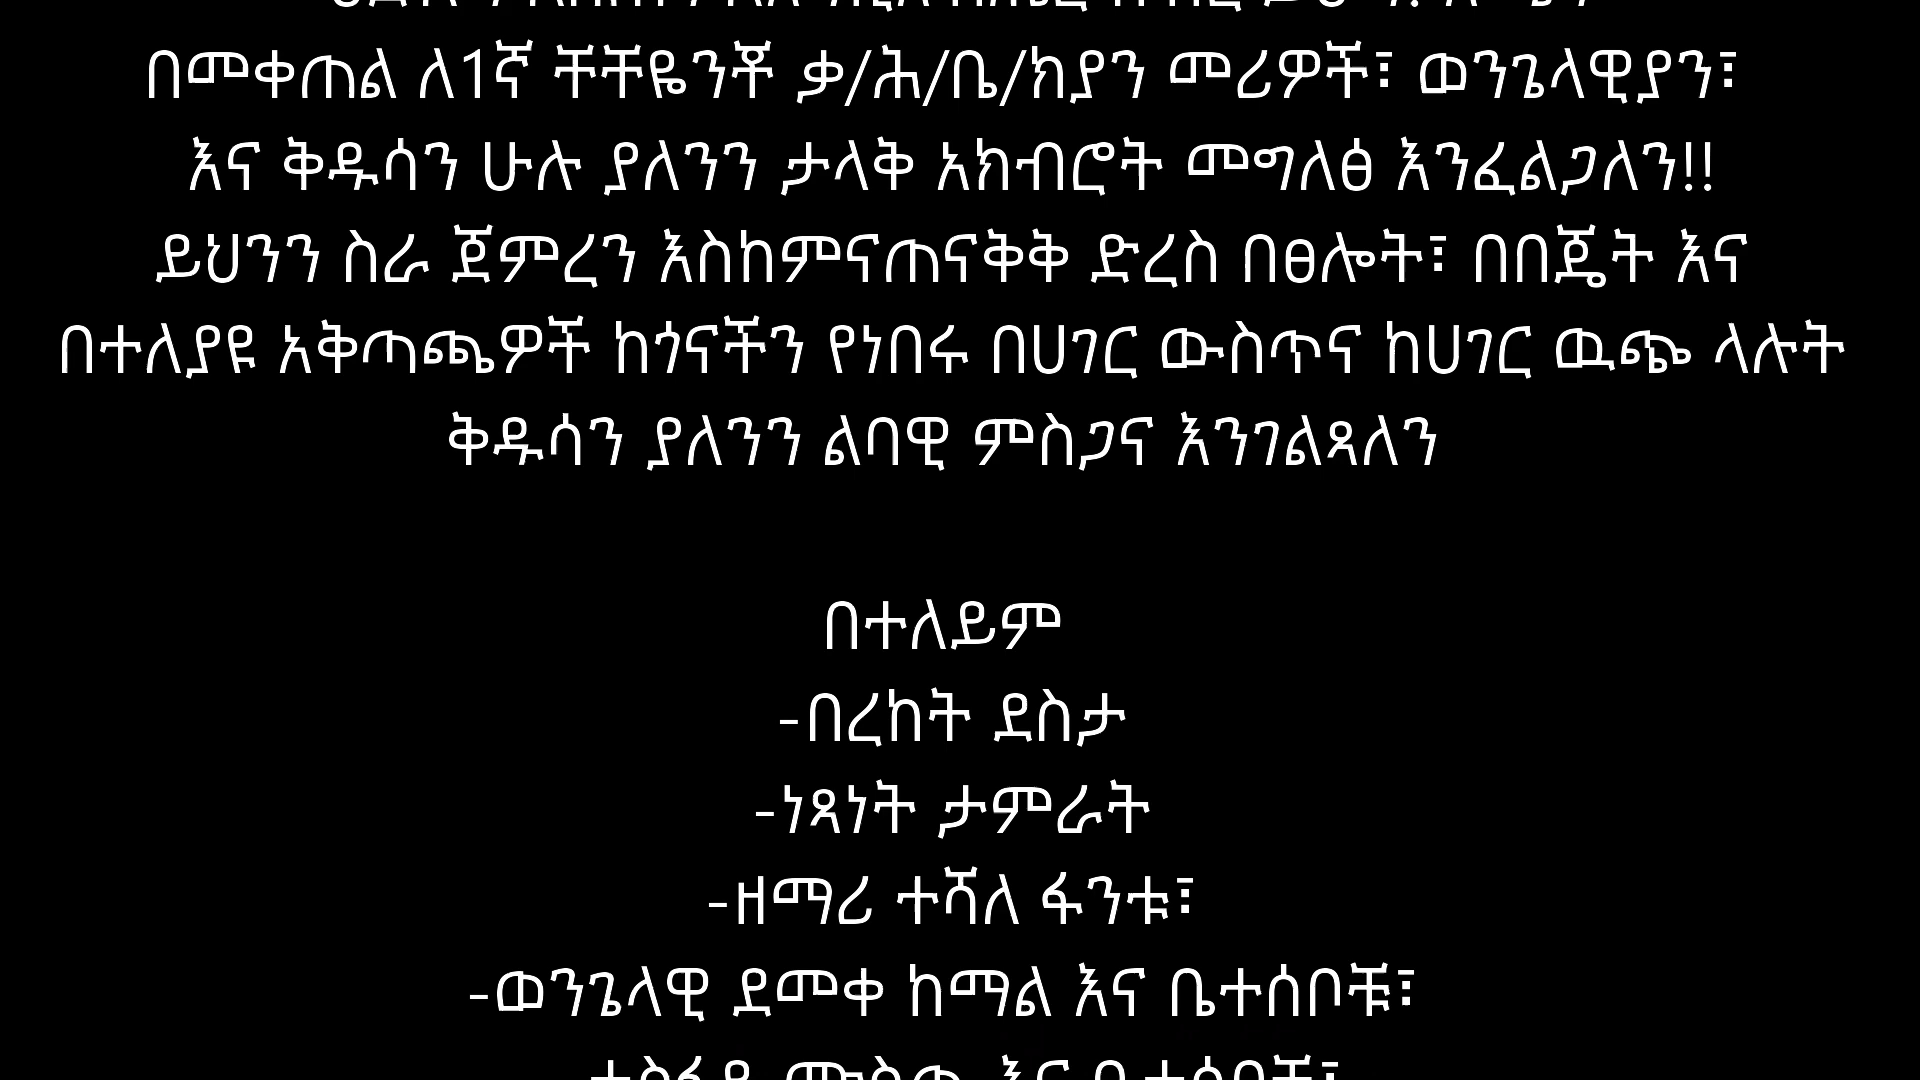 በመቀጠል ለ1ኛ ቸቸዬንቾ ቃ/ሕ/ቤ/ክያን መሪዎች፣ ወንጌላዊያን፣
እና ቅዱሳን ሁሉ ያለንን ታላቅ አክብሮት መግለፅ እንፈልጋለን!!
ይህንን ስራ ጀምረን እስከምናጠናቅቅ ድረስ በፀሎት፣ በበጄት እና
በተለያዩ አቅጣጫዎች ከጎናችን የነበሩ በሀገር ውስጥና ከሀገር ዉጭ ላሉት
ቅዱሳን ያለንን ልባዊ ምስጋና እንገልጻለን
በተለይም
-በረከት ደስታ
-ነጻነት ታምራት
-ዘማሪ ተሻለ ፋንቱ፣
-ወንጌላዊ ደመቀ ከማል እና ቤተሰቦቹ፣